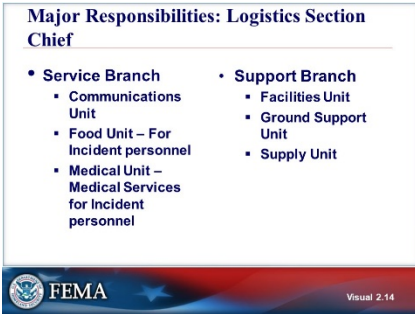 Major Responsibilities: Logistics Section
Chief
• Service Branch
▪ Communications
Unit
▪ Food Unit – For
Incident personnel
▪ Medical Unit –
Medical Services
for Incident
personnel
• Support Branch
▪ Facilities Unit
▪ Ground Support
Unit
▪ Supply Unit
FEMA
Visual 2.14